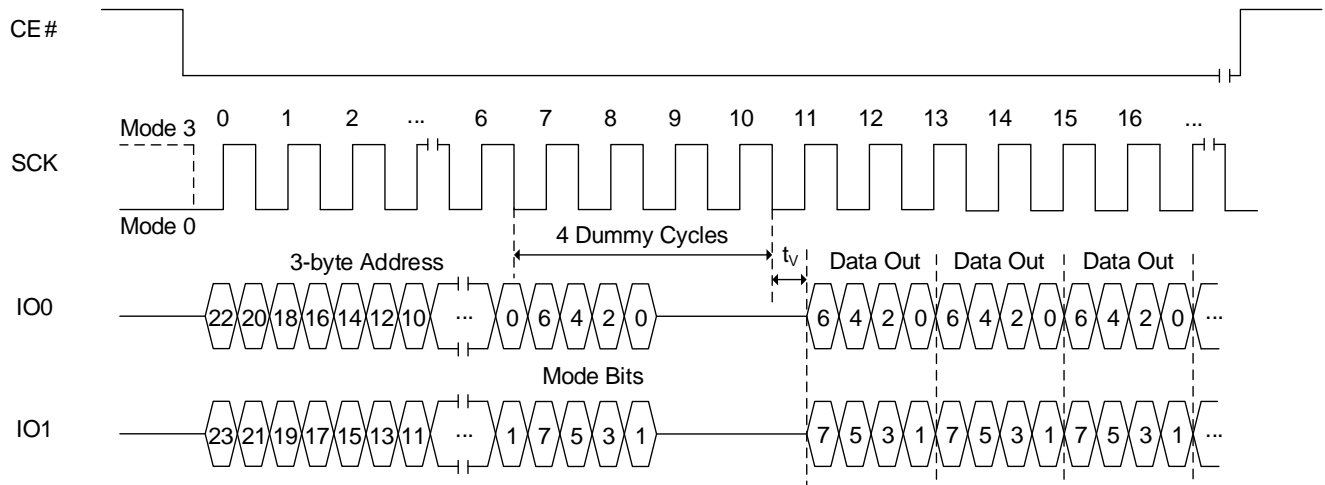 CE#
Mode 3 0 1 2 ... 6 7 8 9 10 11 12 13 14 15 16 ...
SCK
Mode 0
4 Dummy Cycles
3-byte Address tV Data Out Data Out Data Out
IO0 22 20 18 16 14 12 10 ... 0 6 4 2 0 6 4 2 0 6 4 2 0 6 4 2 0 ...
Mode Bits
IO1 23 21 19 17 15 13 11 ... 1 7 5 3 1 7 5 3 1 7 5 3 1 7 5 3 1 ...